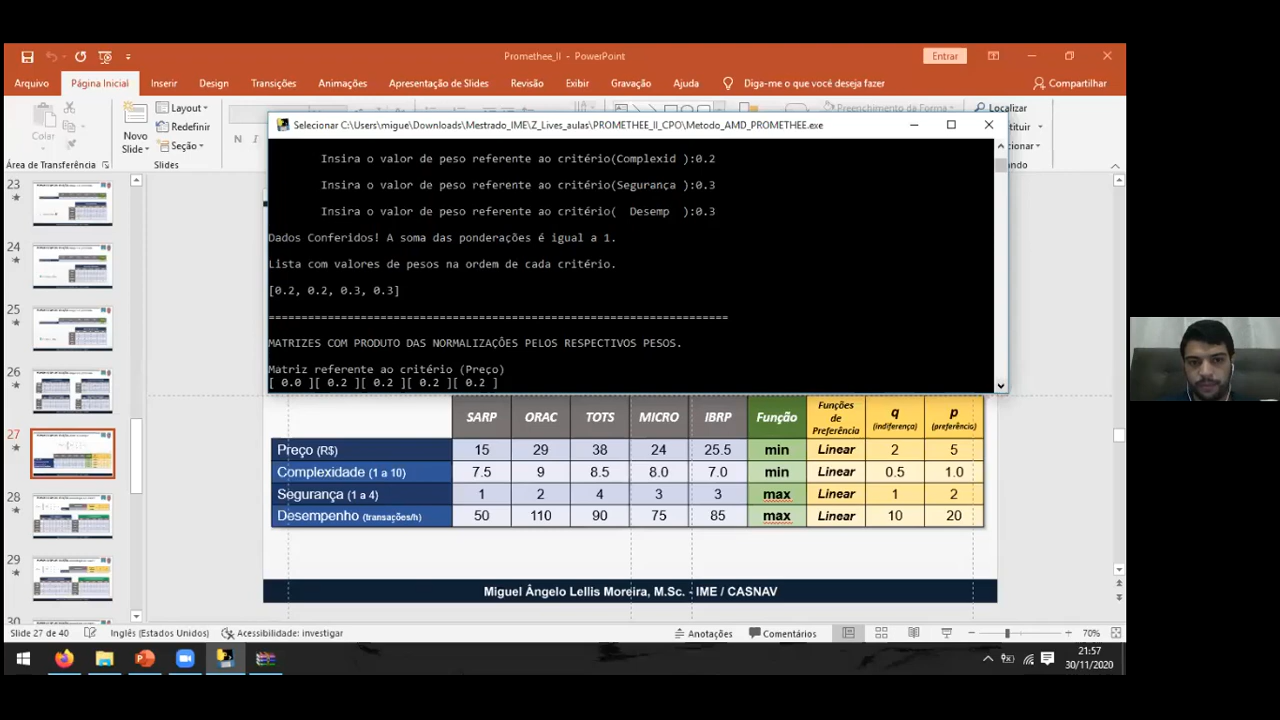 Promethee_II - PowerPoint
Entrar
Arquivo Página Inicial Inserir Design Transições Animações Apresentação de Slides Revisão Exibir Gravação Ajuda Diga-me o que você deseja fazer Compartilhar
Colar
Novo
Slide
Layout
Redefinir
Seção
N I
Preenchimento da Forma
Localizar
Área de Transferência
Slides
Selecionar C:\Users\migue\Downloads\Mestrado_IME\Z_Lives_aulas\PROMETHEE_II_CPO\Metodo_AMD_PROMETHEE.exe
Insira o valor de peso referente ao critério(Complexid ):0.2
Insira o valor de peso referente ao critério(Segurança ):0.3
Insira o valor de peso referente ao critério( Desemp ):0.3
Dados Conferidos! A soma das ponderações é igual a 1.
Lista com valores de pesos na ordem de cada critério.
[0.2, 0.2, 0.3, 0.3]
======================================================================
MATRIZES COM PRODUTO DAS NORMALIZAÇÕES PELOS RESPECTIVOS PESOS.
Matriz referente ao critério (Preço)
[ 0.0 ][ 0.2 ][ 0.2 ][ 0.2 ][ 0.2 ]
23
24
25
26
27
28
29
SARP ORAC TOTS MICRO IBRP Função Funções de Preferência q (indiferença) p (preferência)
Preço (R$) 15 29 38 24 25.5 min Linear 2 5
Complexidade (1 a 10) 7.5 9 8.5 8.0 7.0 min Linear 0.5 1.0
Segurança (1 a 4) 1 2 4 3 3 max Linear 1 2
Desempenho (transações/h) 50 110 90 75 85 max Linear 10 20
Miguel Ângelo Lellis Moreira, M.Sc. - IME / CASNAV
Slide 27 de 40 Inglês (Estados Unidos) Acessibilidade: investigar Anotações Comentários 70%
21:57
30/11/2020